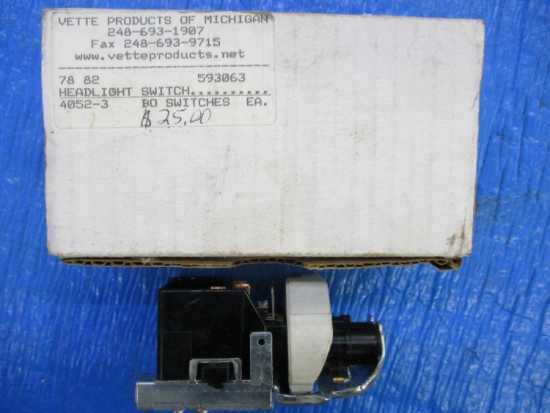 VETTE PRODUCTS OF MICHIGAN
248-693-1907
Fax 248-693-9715
www.vetteproducts.net
78 82 593063
HEADLIGHT SWITCH..........
4052-3 BO SWITCHES EA.
$ 25.00